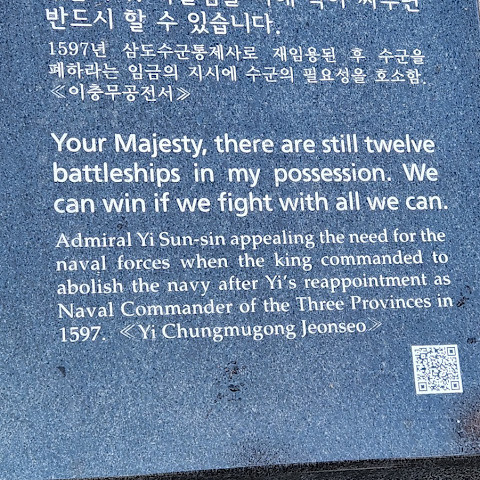 반드시 할 수 있습니다.
1597년 삼도수군통제사로 재임용된 후 수군을
폐하라는 임금의 지시에 수군의 필요성을 호소함.
≪이충무공전서≫
Your Majesty, there are still twelve
battleships in my possession. We
can win if we fight with all we can.
Admiral Yi Sun-sin appealing the need for the
naval forces when the king commanded to
abolish the navy after Yi's reappointment as
Naval Commander of the Three Provinces in
1597. ≪Yi Chungmugong Jeonseo≫